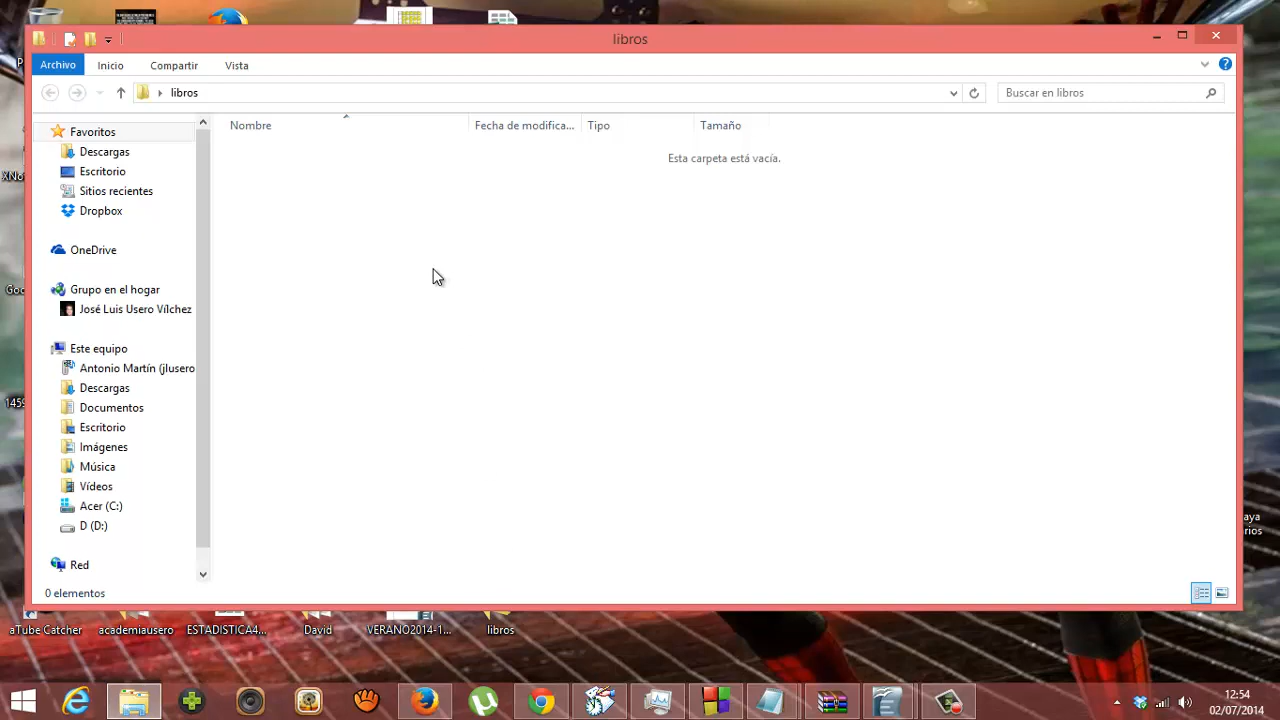 libros
Archivo
Inicio
Compartir
Vista
libros
Buscar en libros
Nombre
Fecha de modifica...
Tipo
Tamaño
Esta carpeta está vacía.
Favoritos
Descargas
Escritorio
Sitios recientes
Dropbox
OneDrive
Grupo en el hogar
José Luis Usero Vílchez
Este equipo
Antonio Martín (jlusero
Descargas
Documentos
Escritorio
Imágenes
Música
Vídeos
Acer (C:)
D (D:)
Red
0 elementos
aTube Catcher
academiausero
ESTADISTICA4...
David
VERANO2014-1...
libros
12:54
02/07/2014